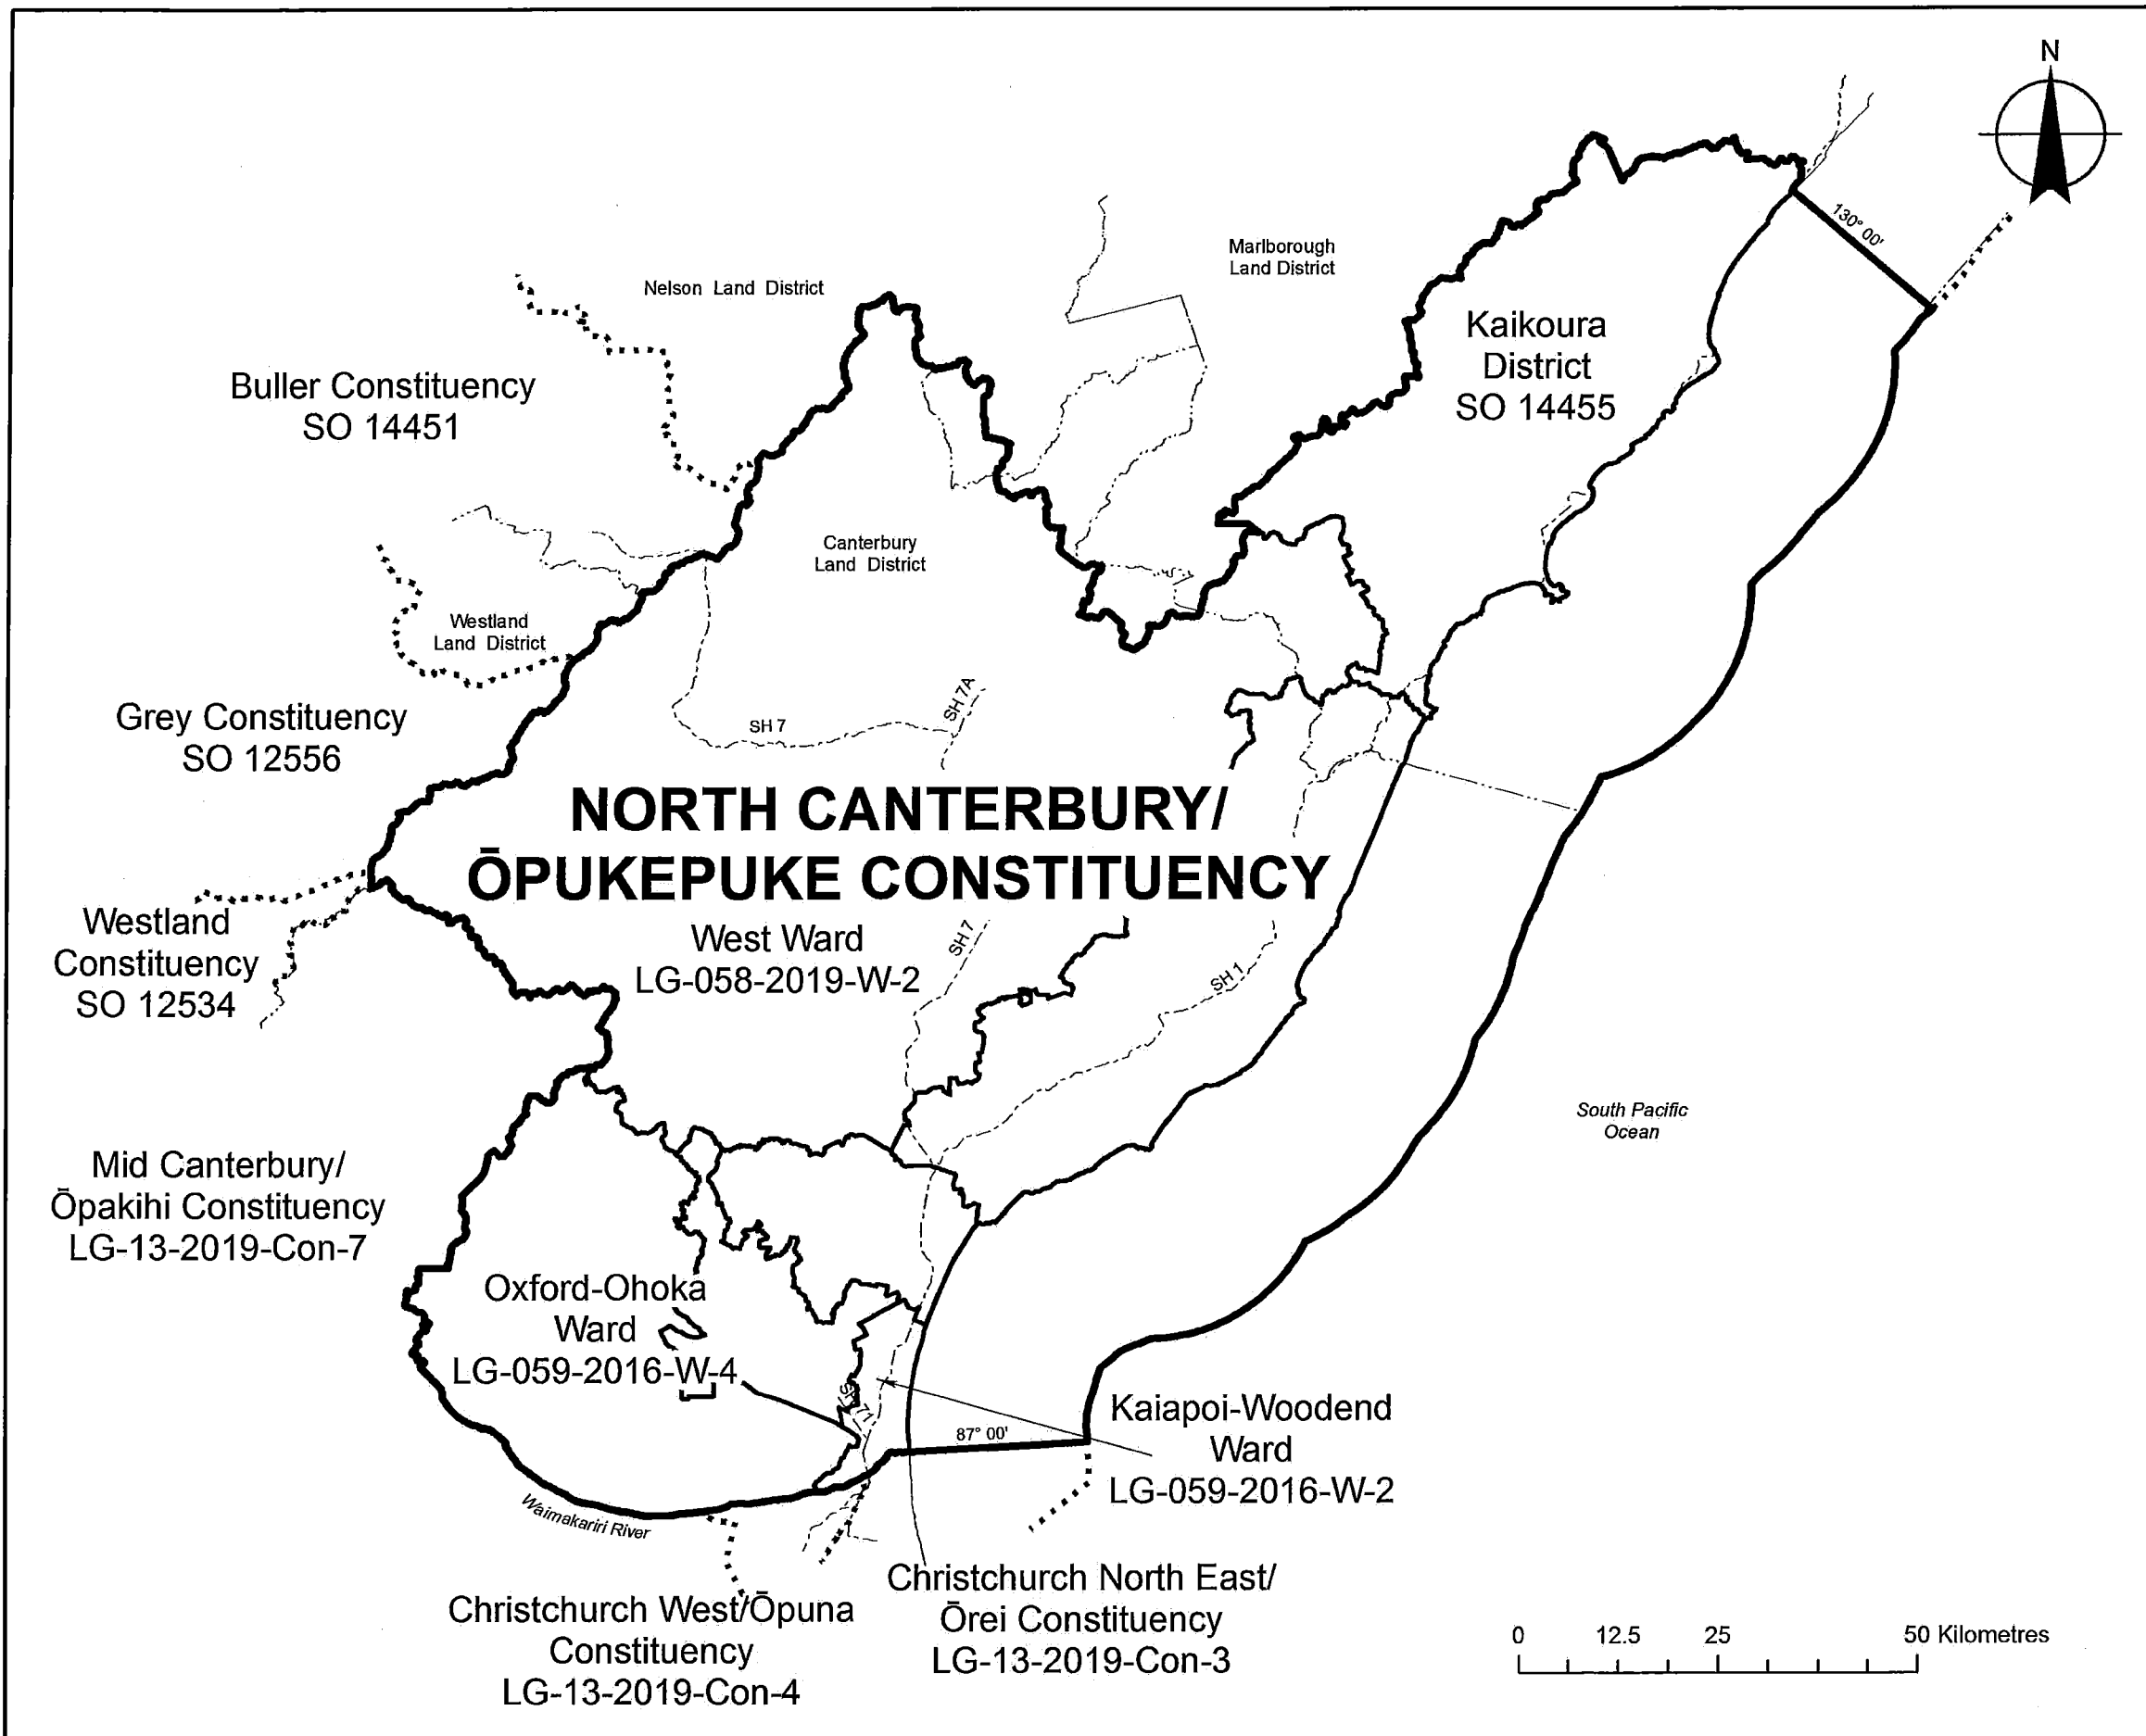 N
130° 00'
Marlborough
Land District
Nelson Land District
Kaikoura
District
SO 14455
Buller Constituency
SO 14451
Canterbury
Land District
Westland
Land District
SH 7A
SH 7
Grey Constituency
SO 12556
NORTH CANTERBURY/
ŌPUKEPUKE CONSTITUENCY
West Ward
LG-058-2019-W-2
SH 7
SH 1
Westland
Constituency
SO 12534
South Pacific
Ocean
Mid Canterbury/
Ōpakihi Constituency
LG-13-2019-Con-7
Oxford-Ohoka
Ward
LG-059-2016-W-4
SH 71
Kaiapoi-Woodend
Ward
LG-059-2016-W-2
87° 00'
Waimakariri River
Christchurch North East/
Ōrei Constituency
LG-13-2019-Con-3
Christchurch West/Ōpuna
Constituency
LG-13-2019-Con-4
0 12.5 25 50 Kilometres